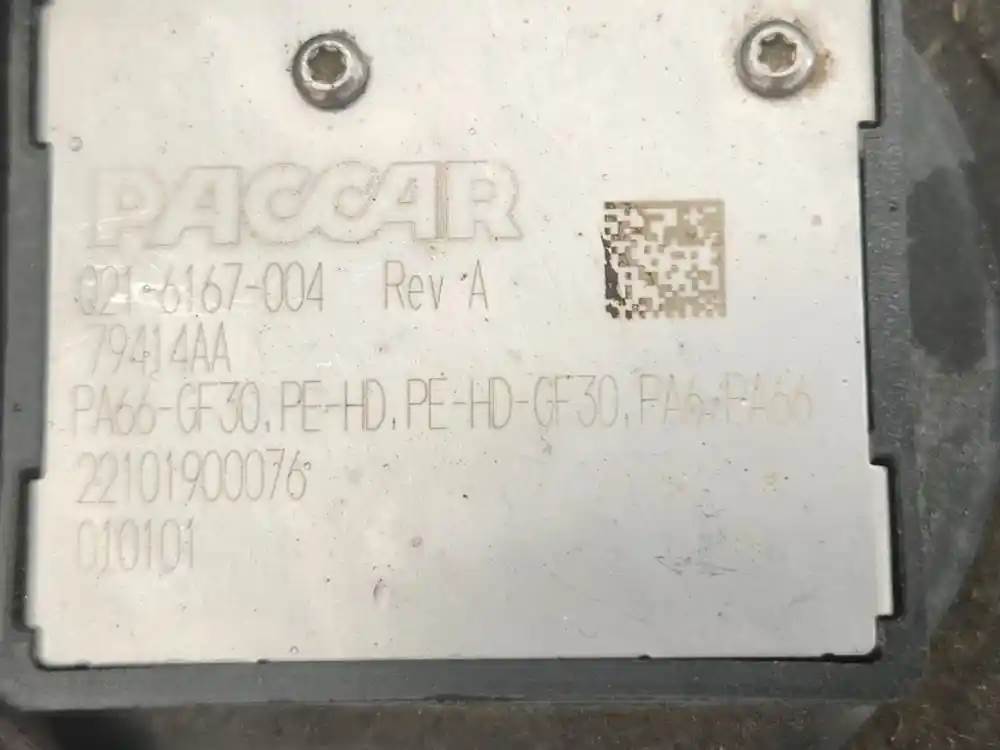 PACCAR
Q21-6167-004 Rev A
79414AA
PA66-GF30,PE-HD,PE-HD-GF30,PA6,PA66
22101900076
010101